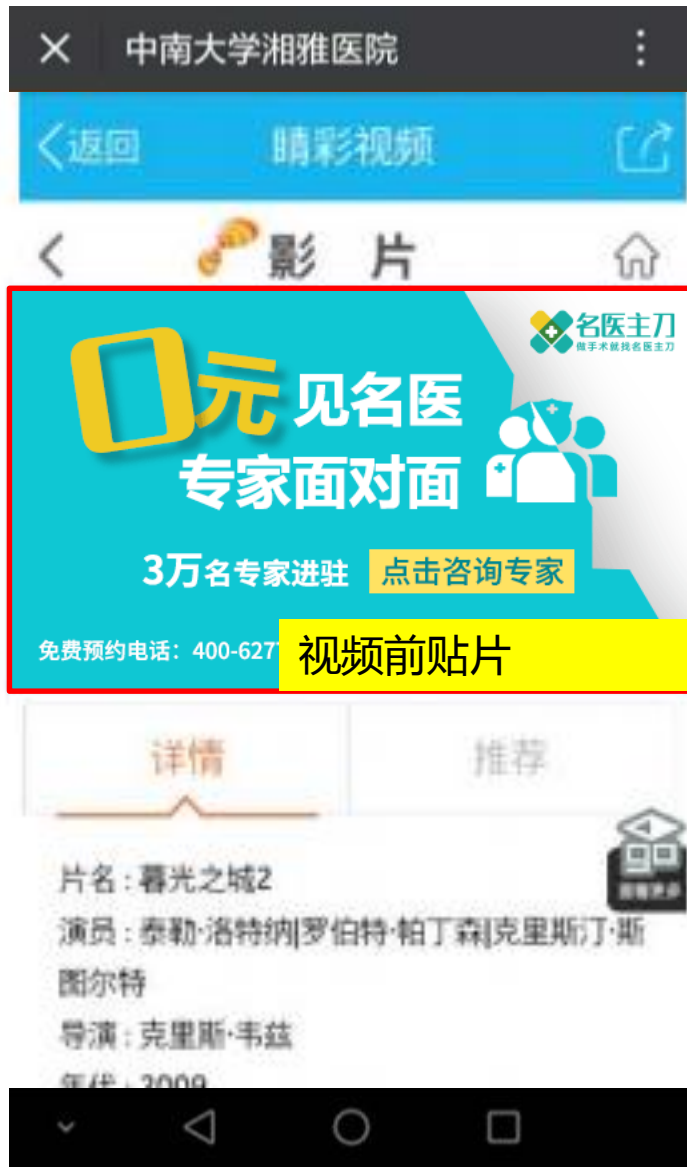 中南大学湘雅医院
返回 睛彩视频
影 片
名医主刀
做手术就找名医主刀
0元见名医
专家面对面
3万名专家进驻 点击咨询专家
免费预约电话：400-627
视频前贴片
详情 推荐
片名：暮光之城2
演员：泰勒·洛特纳|罗伯特·帕丁森|克里斯汀·斯
图尔特
导演：克里斯·韦兹
年代：2009